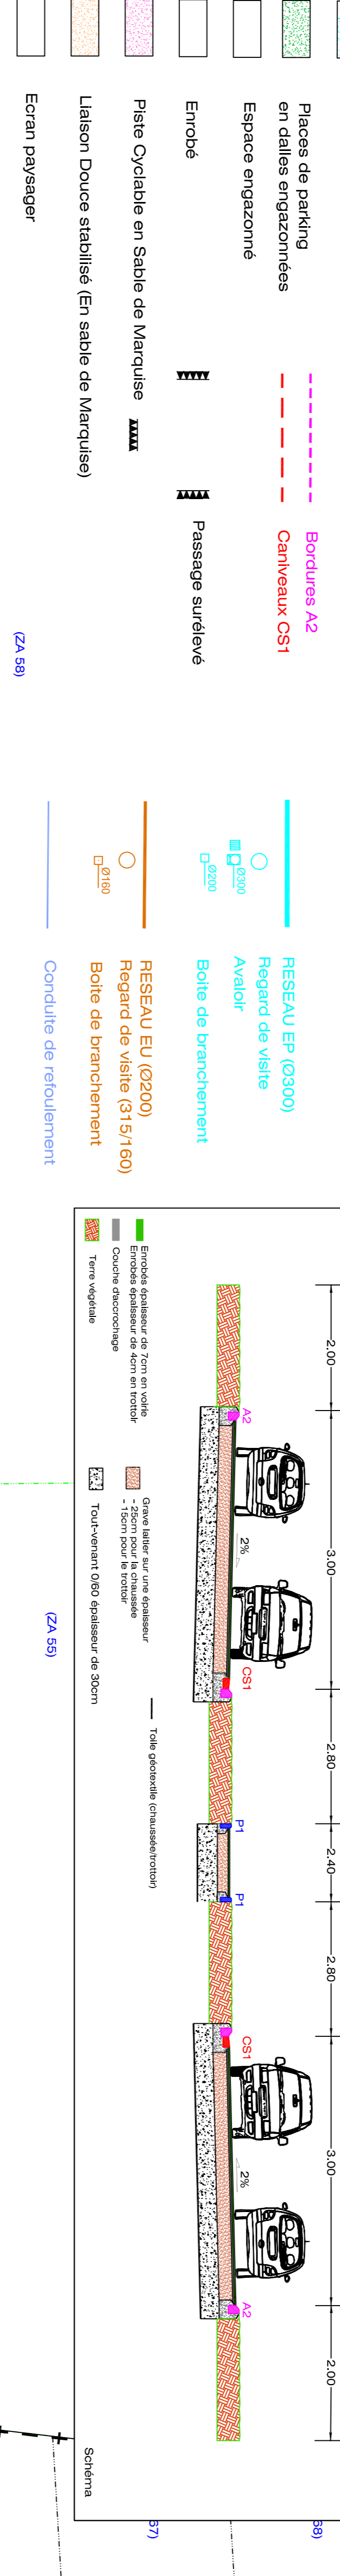 Places de parking
en dalles engazonnées
Espace engazonné
Enrobé
Piste Cyclable en Sable de Marquise
Liaison Douce stabilisé (En sable de Marquise)
Ecran paysager
Bordures A2
Caniveaux CS1
Passage surélevé
(ZA 58)
RESEAU EP (Ø300)
Regard de visite
Avaloir
Boite de branchement
Ø300
Ø200
RESEAU EU (Ø200)
Regard de visite (315/160)
Boite de branchement
Ø160
Conduite de refoulement
2.00
3.00
2.80
2.40
2.80
3.00
2.00
A2
2%
CS1
P1
P1
CS1
2%
A2
Enrobés épaisseur de 7cm en voirie
Enrobés épaisseur de 4cm en trottoir
Couche d'accrochage
Terre végétale
Grave laitier sur une épaisseur
- 25cm pour la chaussée
- 15cm pour le trottoir
Tout-venant 0/60 épaisseur de 30cm
Toile géotextile (chaussée/trottoir)
(ZA 55)
Schéma
68)
67)